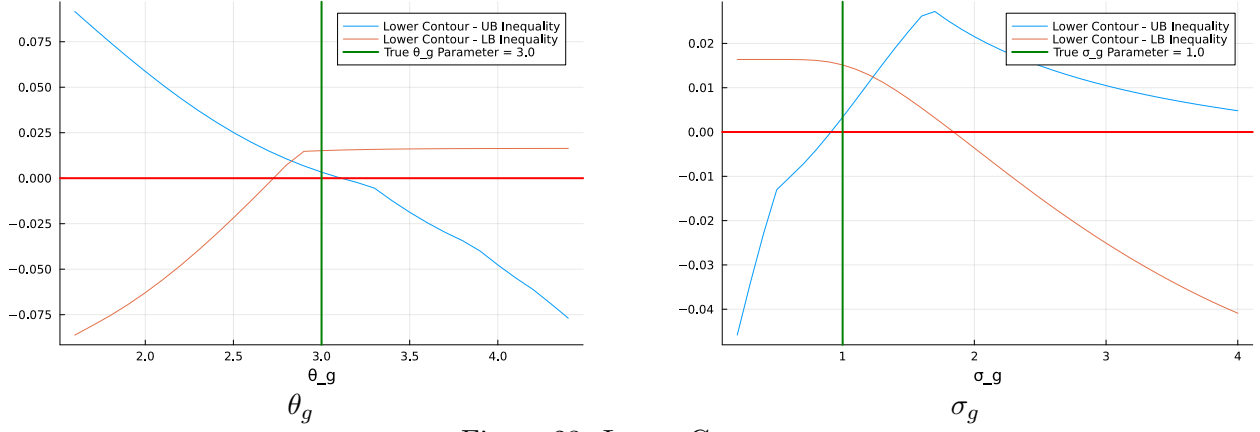 Lower Contour - UB Inequality
Lower Contour - LB Inequality
True θ_g Parameter = 3.0
0.075
0.050
0.025
0.000
−0.025
−0.050
−0.075
2.0 2.5 3.0 3.5 4.0
θ_g
θg
Lower Contour - UB Inequality
Lower Contour - LB Inequality
True σ_g Parameter = 1.0
0.02
0.01
0.00
−0.01
−0.02
−0.03
−0.04
1 2 3 4
σ_g
σg